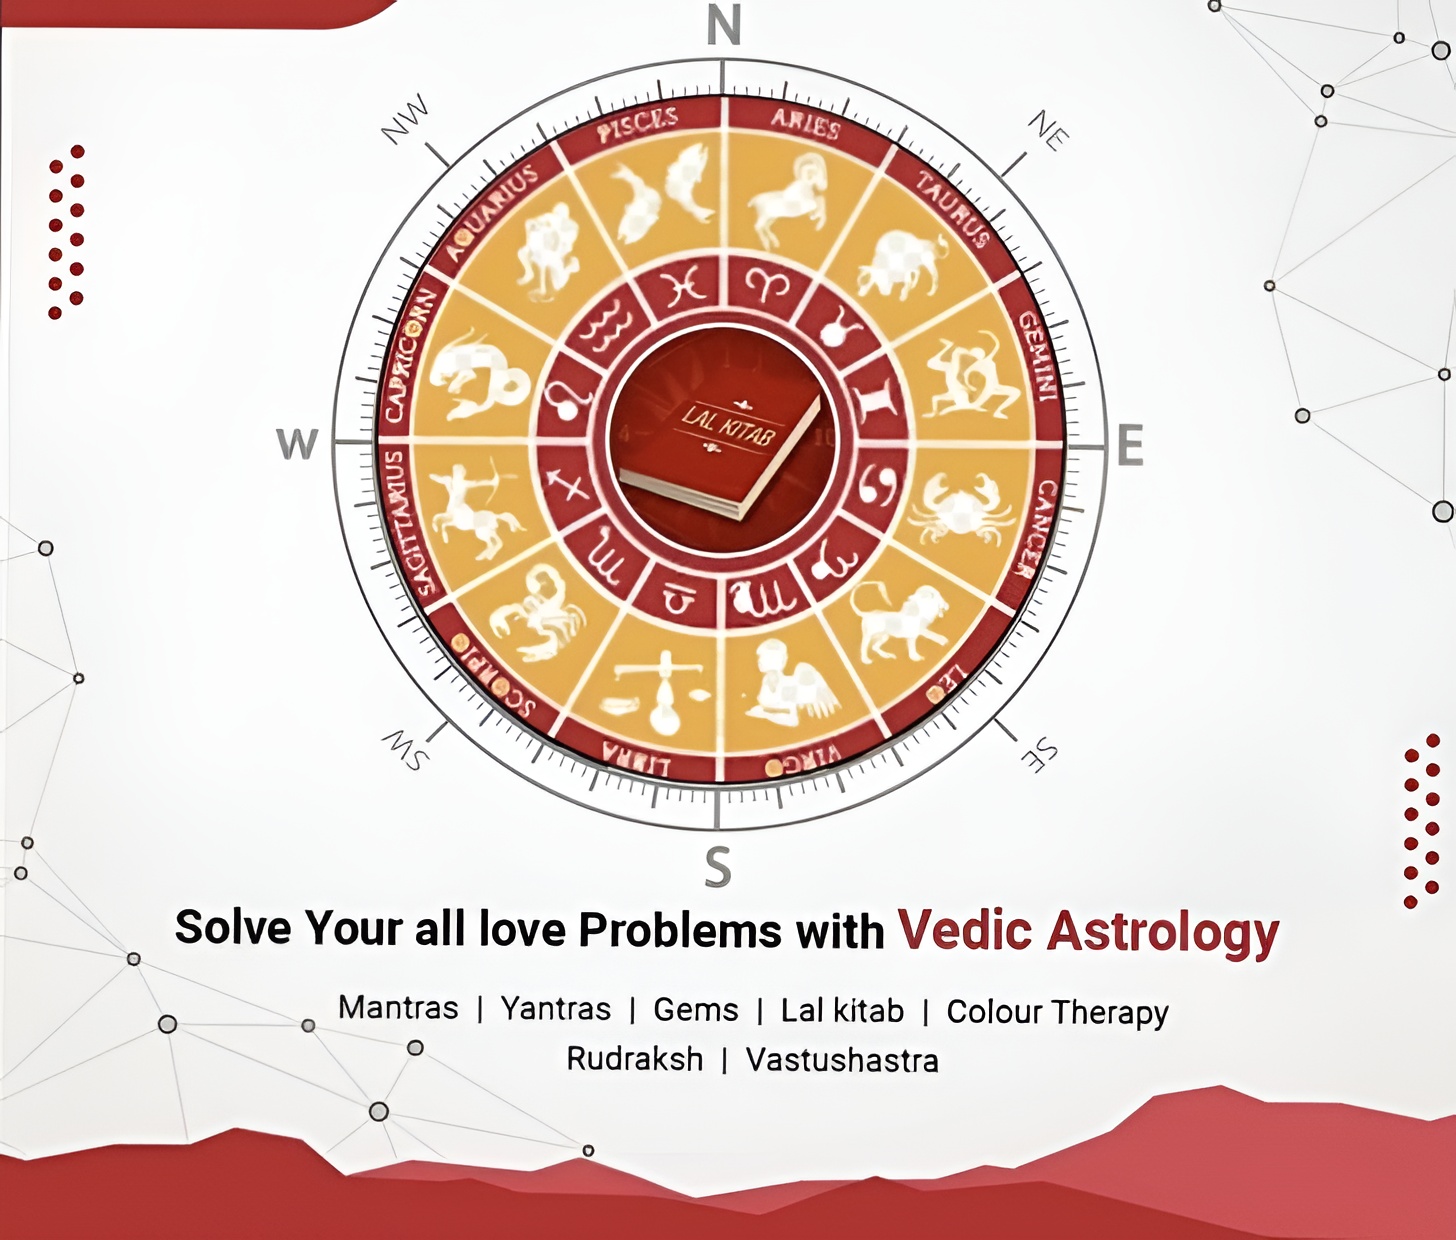 N
NW
NE
PISCES
ARIES
AQUARIUS
TAURUS
CAPRICORN
GEMINI
LAL KITAB
W
E
SAGITTARIUS
CANCER
SCORPIO
LEO
LIBRA
VIRGO
SW
SE
S
Solve Your all love Problems with Vedic Astrology
Mantras | Yantras | Gems | Lal kitab | Colour Therapy
Rudraksh | Vastushastra